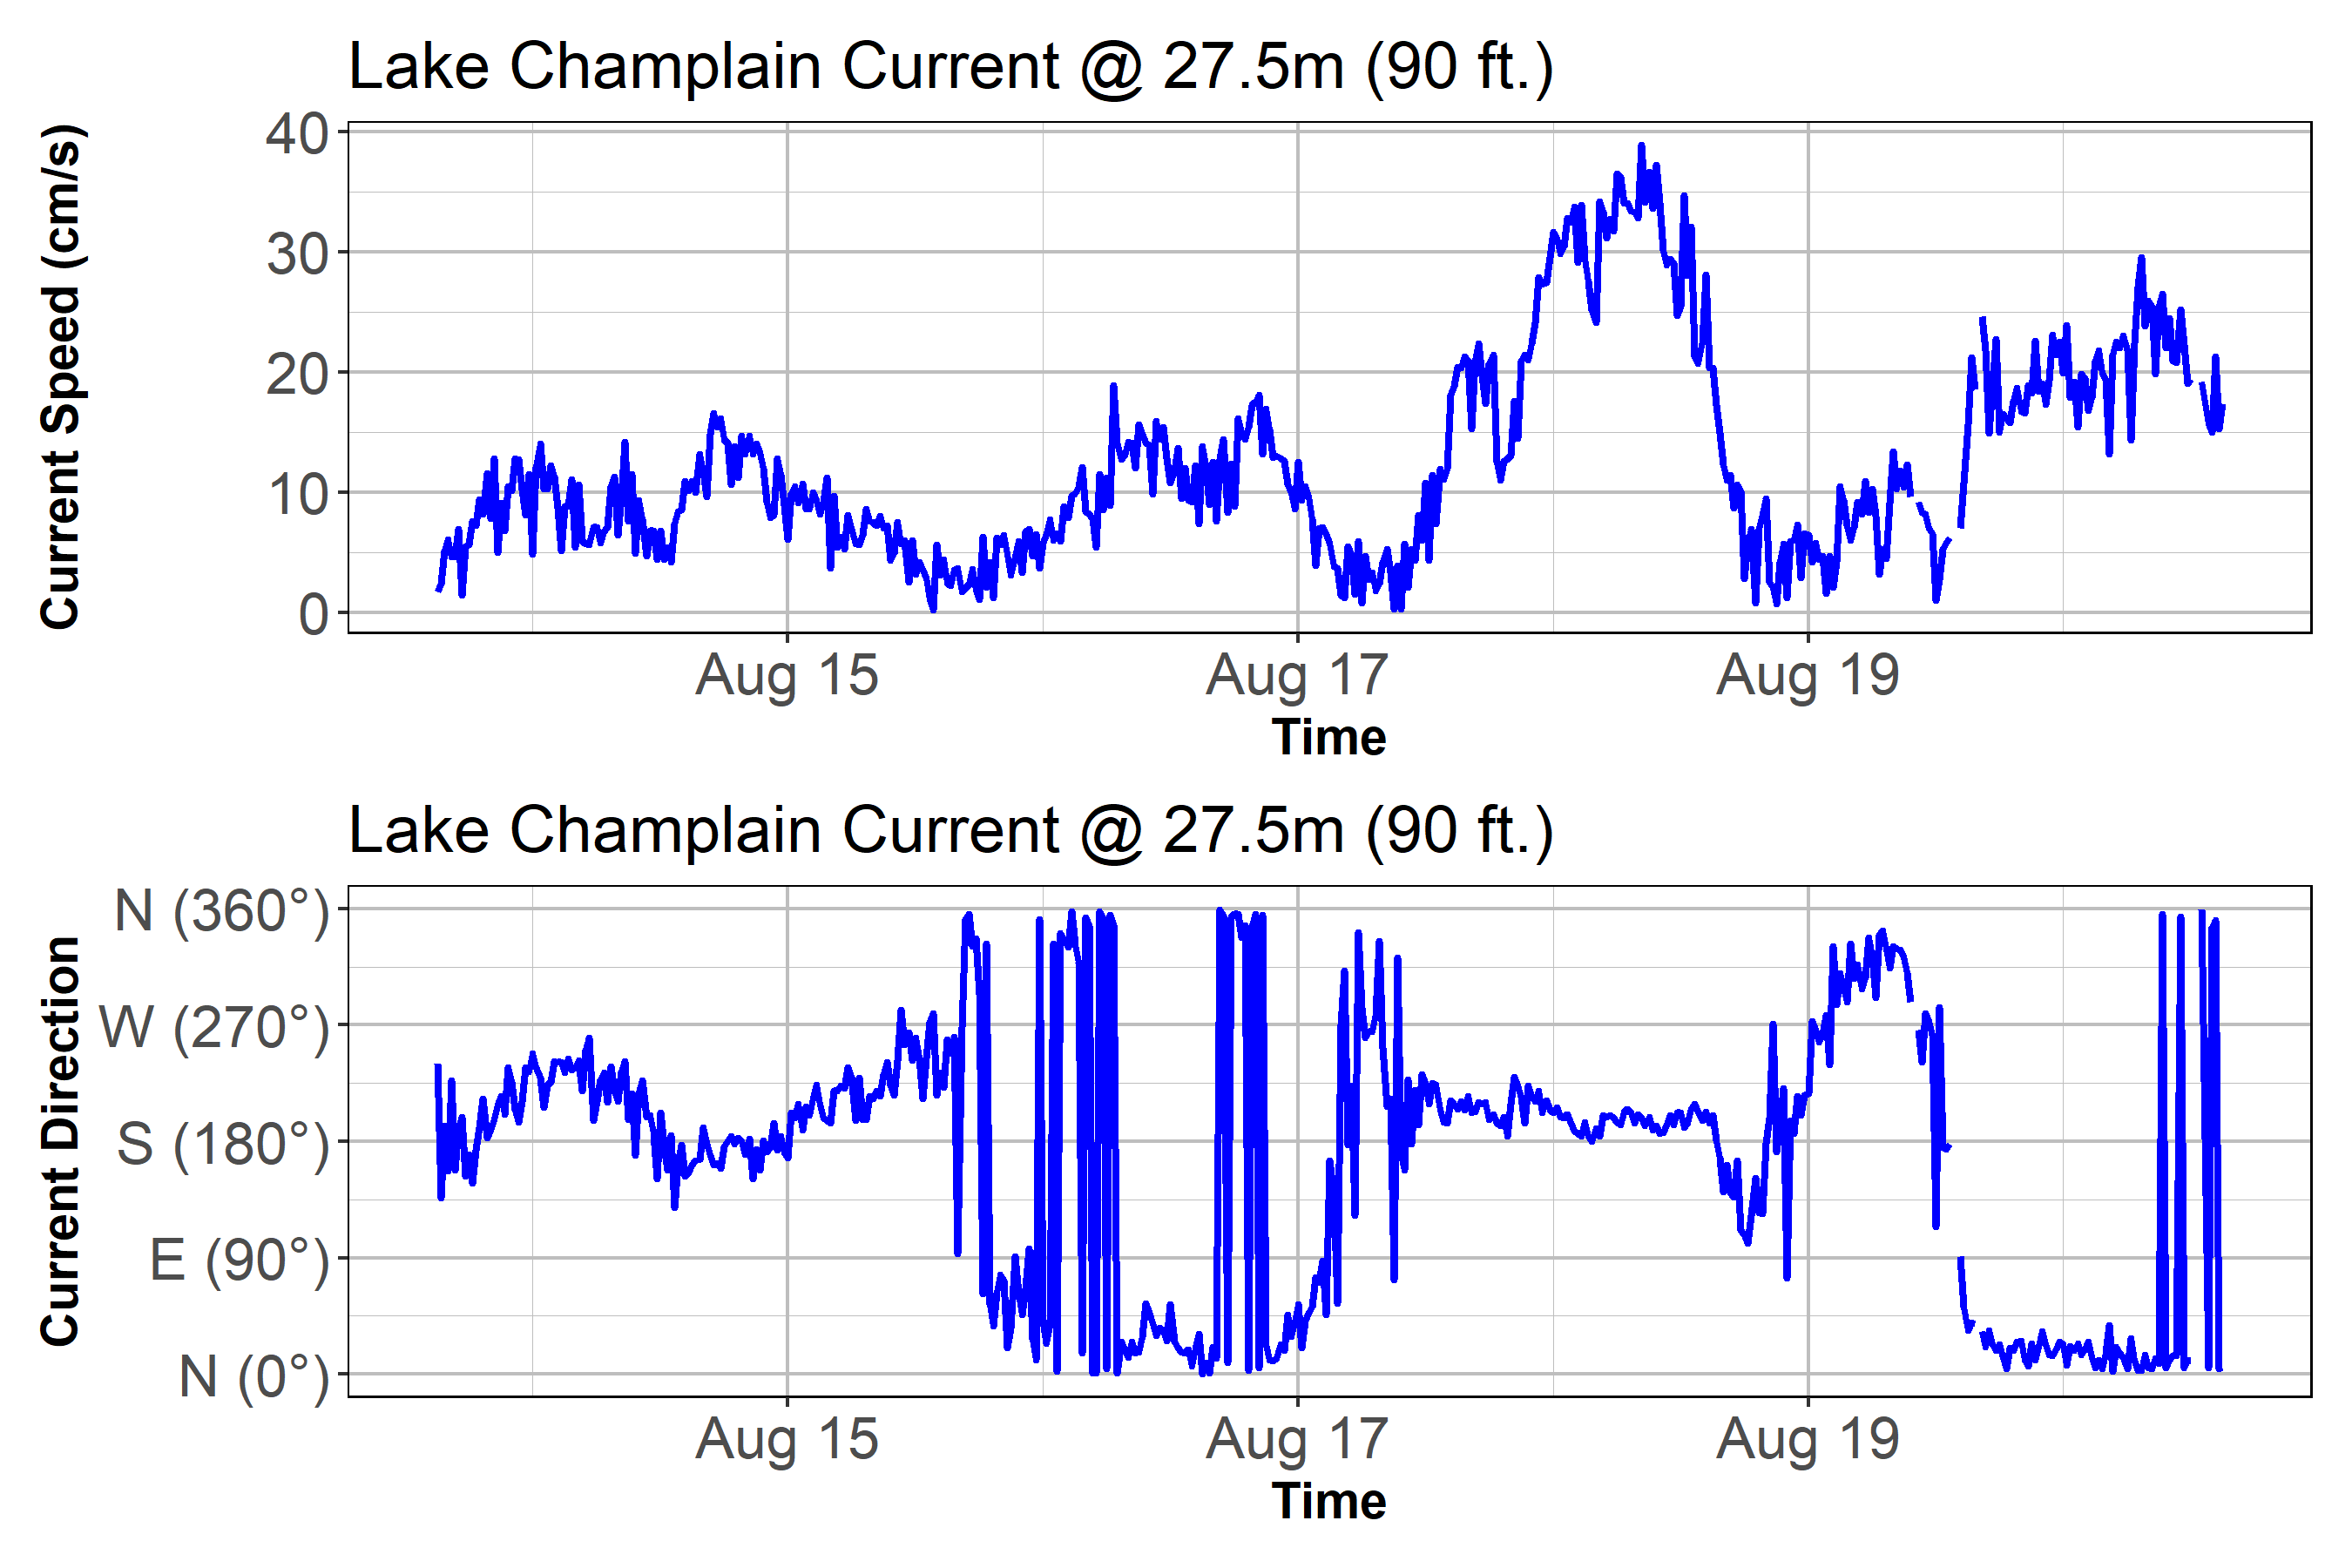 Lake Champlain Current @ 27.5m (90 ft.)
Current Speed (cm/s)
40
30
20
10
0
Aug 15 Aug 17 Aug 19
Time
Lake Champlain Current @ 27.5m (90 ft.)
Current Direction
N (360°)
W (270°)
S (180°)
E (90°)
N (0°)
Aug 15 Aug 17 Aug 19
Time